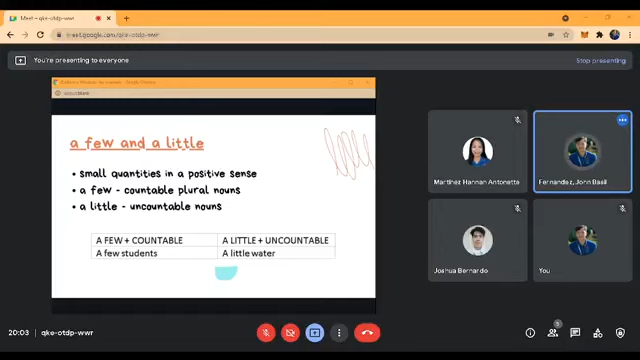 Meet – qke-otdp-wwr
meet.google.com/qke-otdp-wwr
You're presenting to everyone
Stop presenting
about:blank
a few and a little
• small quantities in a positive sense
• a few - countable plural nouns
• a little - uncountable nouns
A FEW + COUNTABLE
A LITTLE + UNCOUNTABLE
A few students
A little water
Martinez Hannah Antonette
Fernandez, John Basil
Joshua Bernardo
You
20:03
qke-otdp-wwr